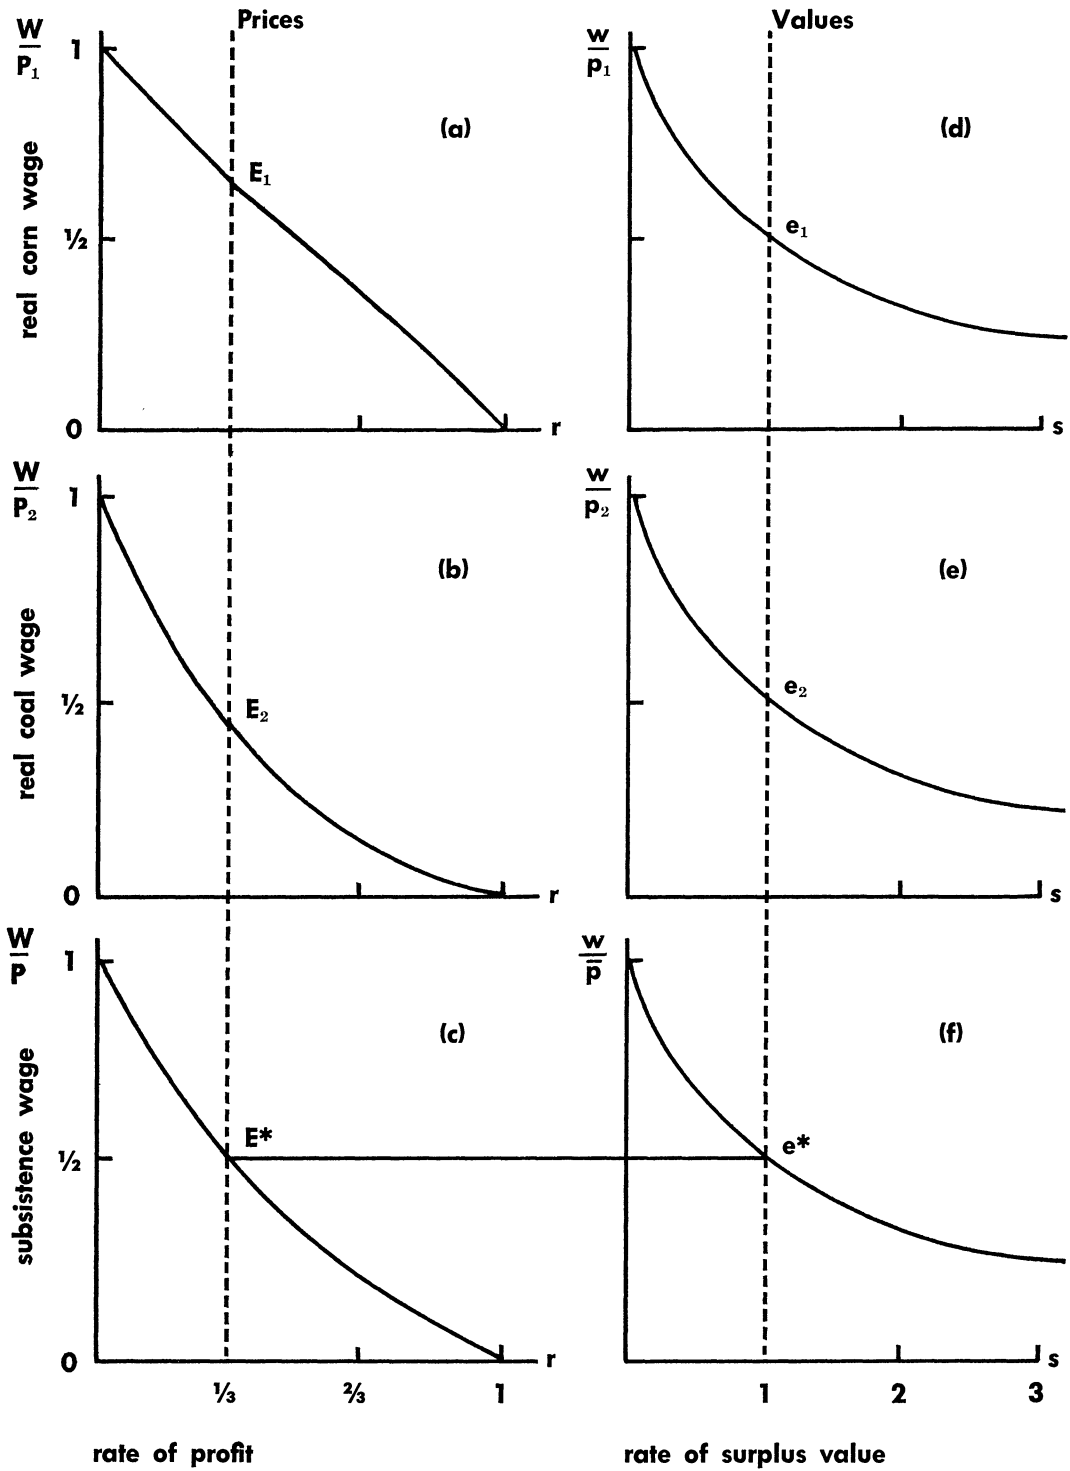 Prices
W
P₁
1
real corn wage
½
0
E₁
(a)
r
Values
w
p₁
e₁
(d)
s
W
P₂
1
real coal wage
½
0
E₂
(b)
r
w
p₂
e₂
(e)
s
W
P
1
subsistence wage
½
0
E*
(c)
r
⅓ ⅔ 1
rate of profit
w
p̄
e*
(f)
s
1 2 3
rate of surplus value